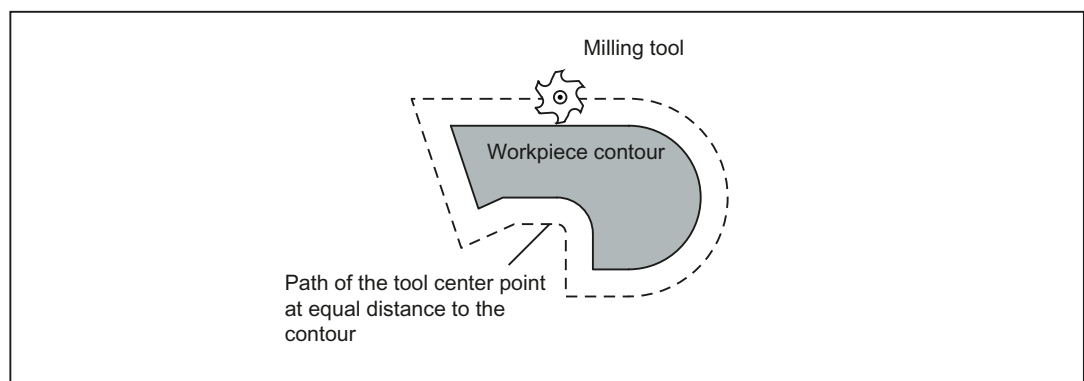 Milling tool
Workpiece contour
Path of the tool center point
at equal distance to the
contour